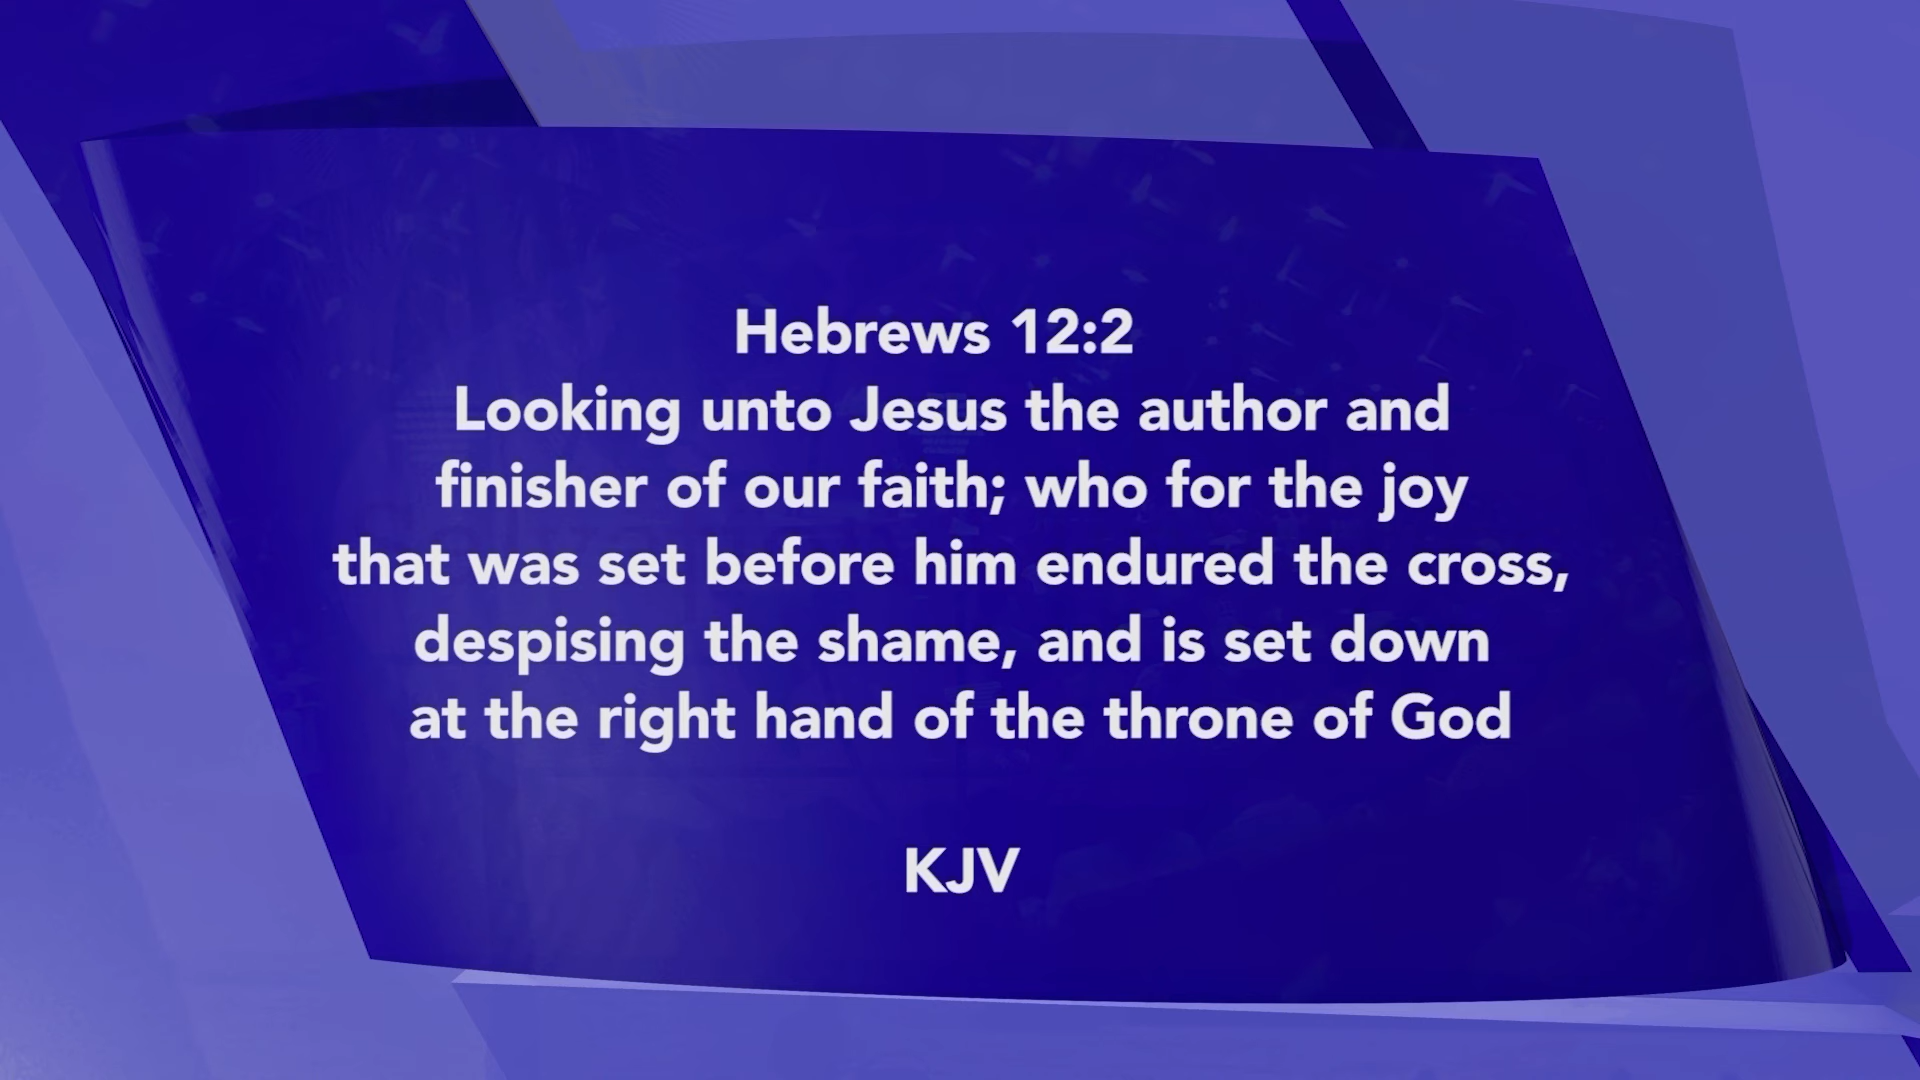 Hebrews 12:2
Looking unto Jesus the author and
finisher of our faith; who for the joy
that was set before him endured the cross,
despising the shame, and is set down
at the right hand of the throne of God
KJV